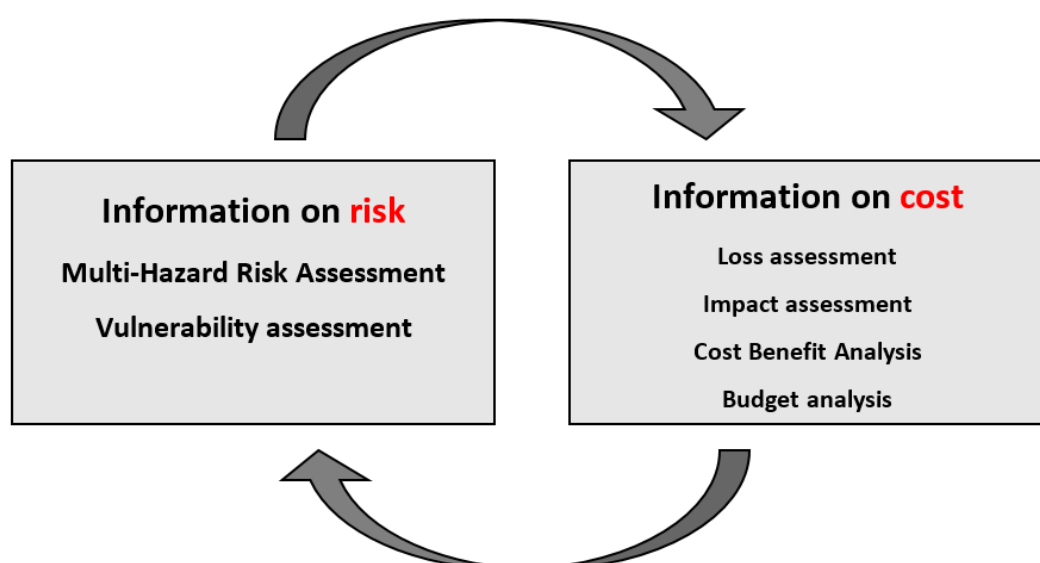 Information on risk
Multi-Hazard Risk Assessment
Vulnerability assessment
Information on cost
Loss assessment
Impact assessment
Cost Benefit Analysis
Budget analysis